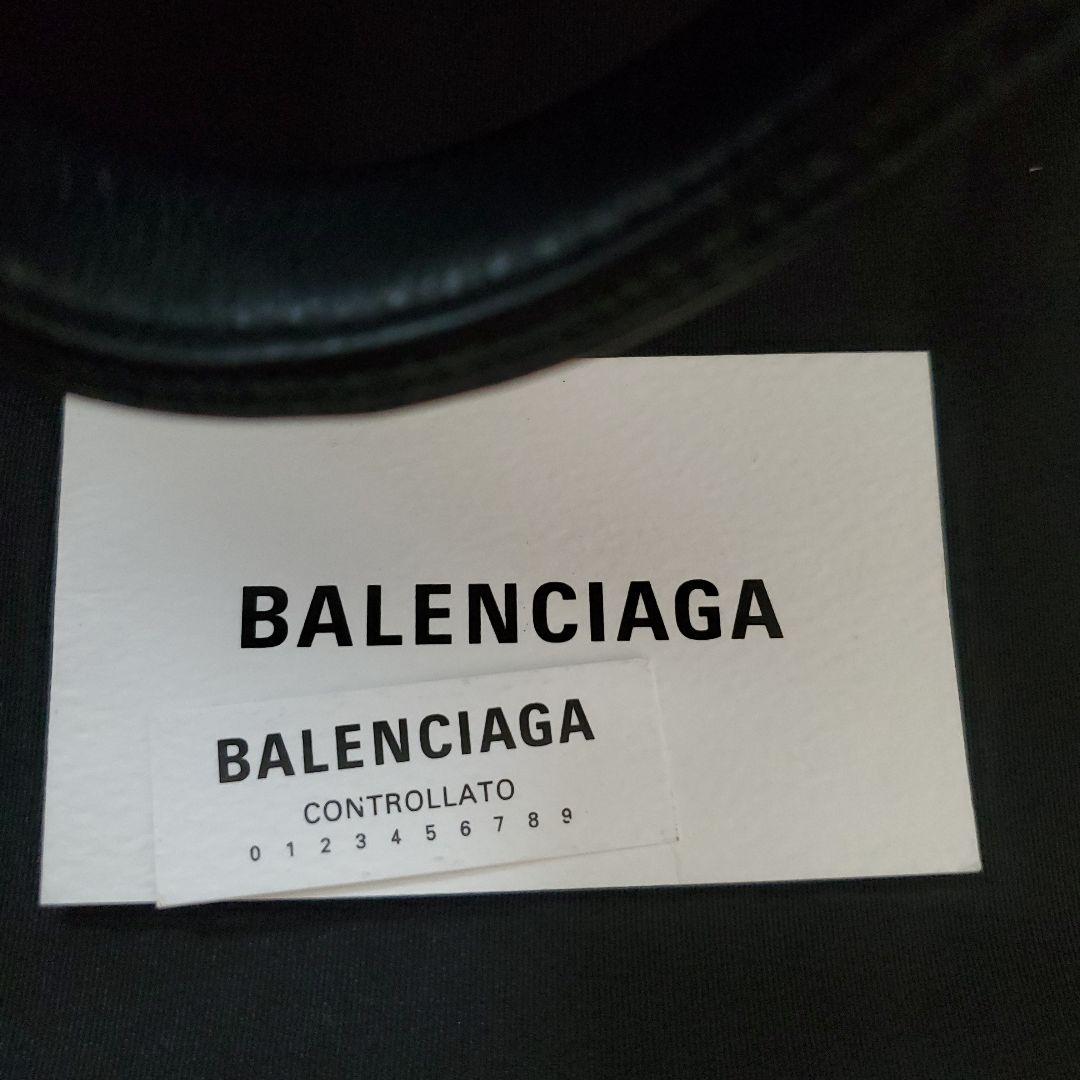 BALENCIAGA
BALENCIAGA
CONTROLLATO
0 1 2 3 4 5 6 7 8 9